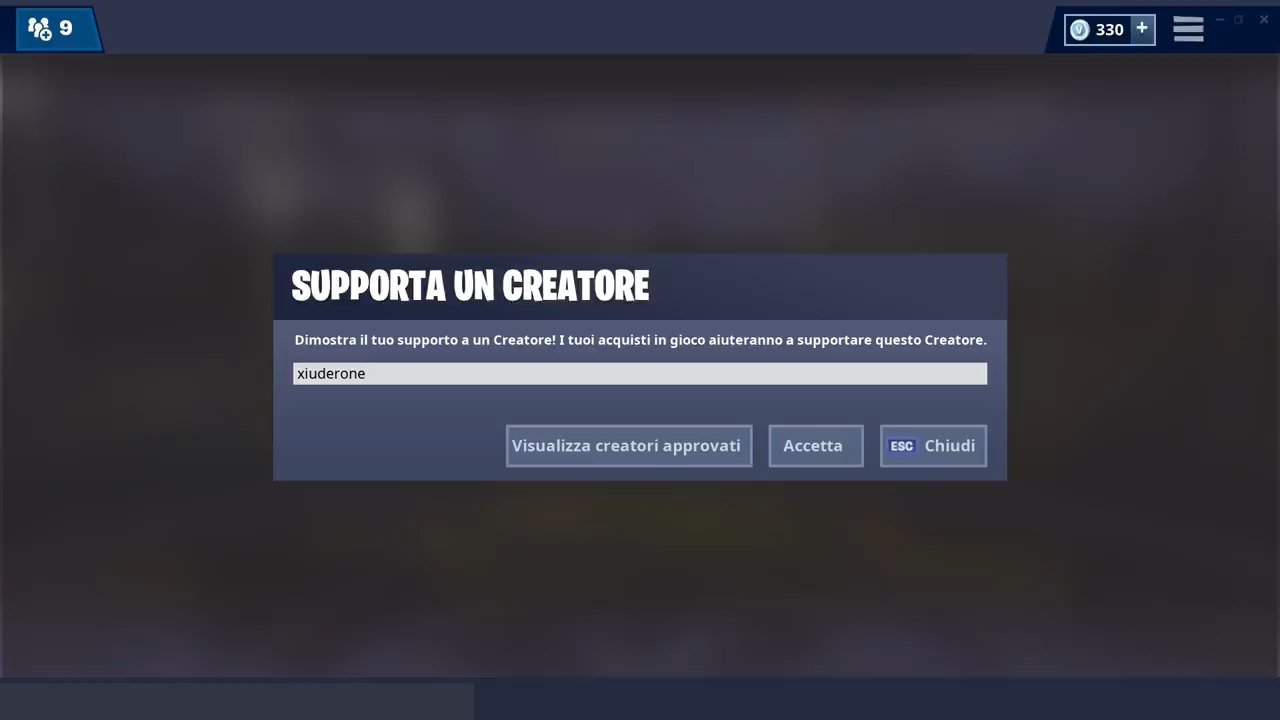 9
330 +
SUPPORTA UN CREATORE
Dimostra il tuo supporto a un Creatore! I tuoi acquisti in gioco aiuteranno a supportare questo Creatore.
xiuderone
Visualizza creatori approvati
Accetta
ESC Chiudi